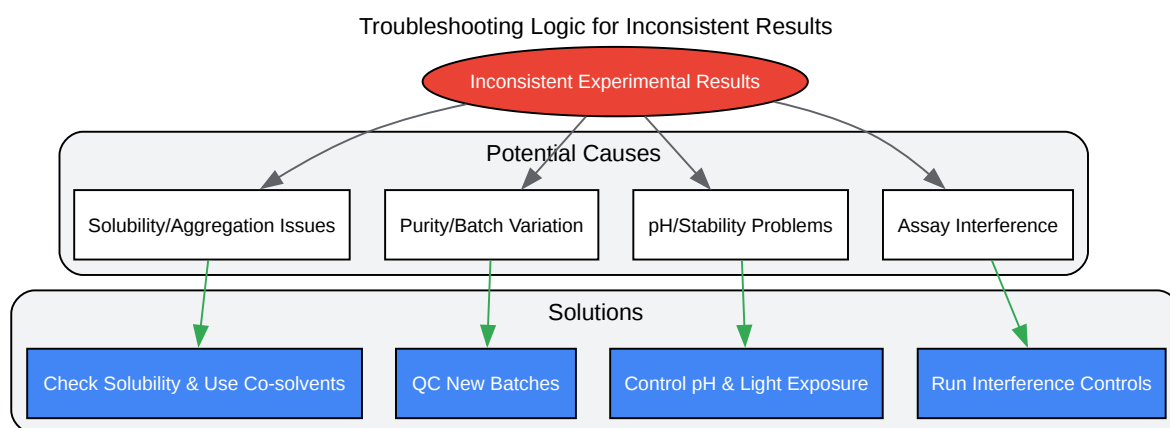 Troubleshooting Logic for Inconsistent Results
Inconsistent Experimental Results
Potential Causes
Solubility/Aggregation Issues
Purity/Batch Variation
pH/Stability Problems
Assay Interference
Solutions
Check Solubility & Use Co-solvents
QC New Batches
Control pH & Light Exposure
Run Interference Controls